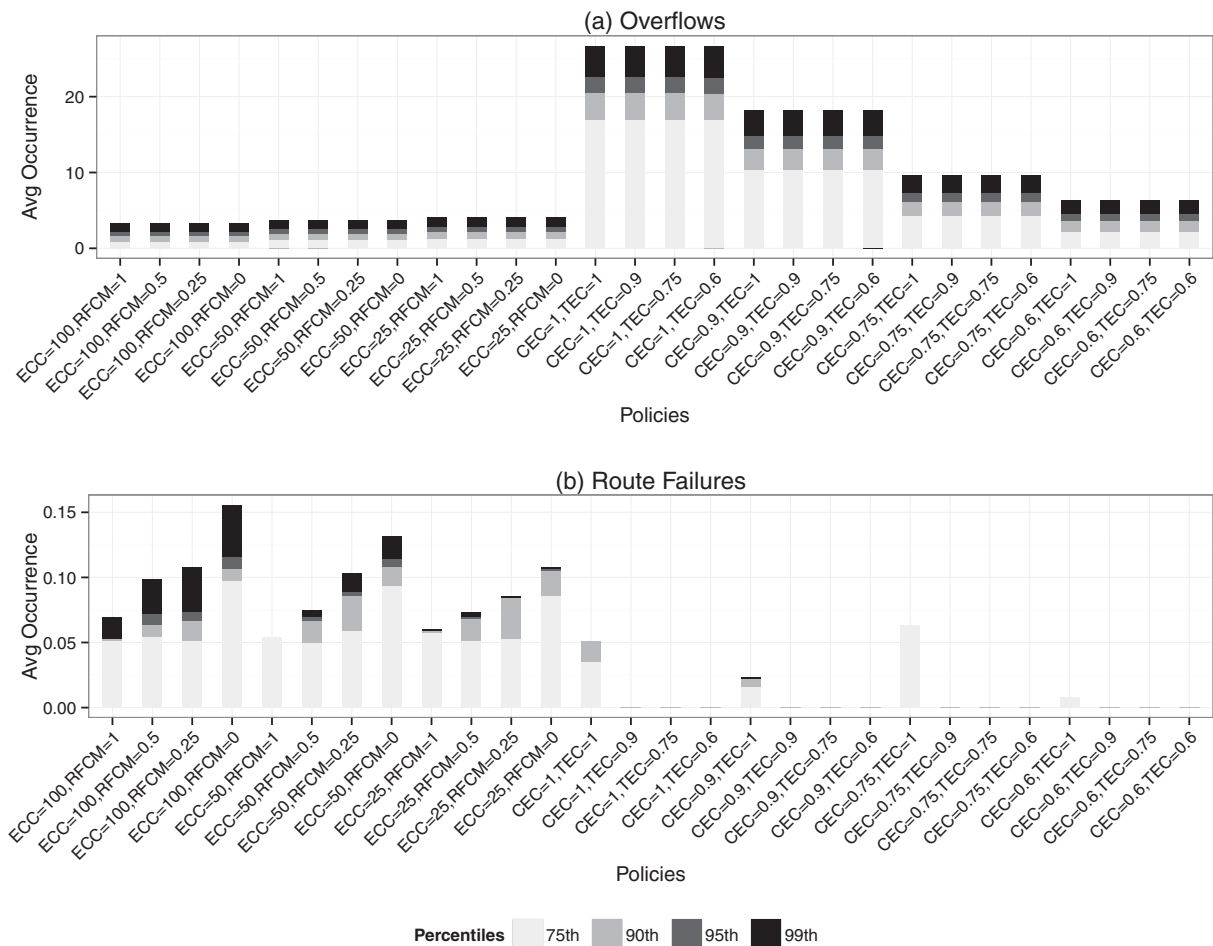 (a) Overflows
Avg Occurrence
20
10
0
ECC=100,RFCM=1
ECC=100,RFCM=0.5
ECC=100,RFCM=0.25
ECC=100,RFCM=0
ECC=50,RFCM=1
ECC=50,RFCM=0.5
ECC=50,RFCM=0.25
ECC=50,RFCM=0
ECC=25,RFCM=1
ECC=25,RFCM=0.5
ECC=25,RFCM=0.25
ECC=25,RFCM=0
CEC=1,TEC=1
CEC=1,TEC=0.9
CEC=1,TEC=0.75
CEC=1,TEC=0.6
CEC=0.9,TEC=1
CEC=0.9,TEC=0.9
CEC=0.9,TEC=0.75
CEC=0.9,TEC=0.6
CEC=0.75,TEC=1
CEC=0.75,TEC=0.9
CEC=0.75,TEC=0.75
CEC=0.75,TEC=0.6
CEC=0.6,TEC=1
CEC=0.6,TEC=0.9
CEC=0.6,TEC=0.75
CEC=0.6,TEC=0.6
Policies
(b) Route Failures
Avg Occurrence
0.15
0.10
0.05
0.00
ECC=100,RFCM=1
ECC=100,RFCM=0.5
ECC=100,RFCM=0.25
ECC=100,RFCM=0
ECC=50,RFCM=1
ECC=50,RFCM=0.5
ECC=50,RFCM=0.25
ECC=50,RFCM=0
ECC=25,RFCM=1
ECC=25,RFCM=0.5
ECC=25,RFCM=0.25
ECC=25,RFCM=0
CEC=1,TEC=1
CEC=1,TEC=0.9
CEC=1,TEC=0.75
CEC=1,TEC=0.6
CEC=0.9,TEC=1
CEC=0.9,TEC=0.9
CEC=0.9,TEC=0.75
CEC=0.9,TEC=0.6
CEC=0.75,TEC=1
CEC=0.75,TEC=0.9
CEC=0.75,TEC=0.75
CEC=0.75,TEC=0.6
CEC=0.6,TEC=1
CEC=0.6,TEC=0.9
CEC=0.6,TEC=0.75
CEC=0.6,TEC=0.6
Policies
Percentiles 75th 90th 95th 99th